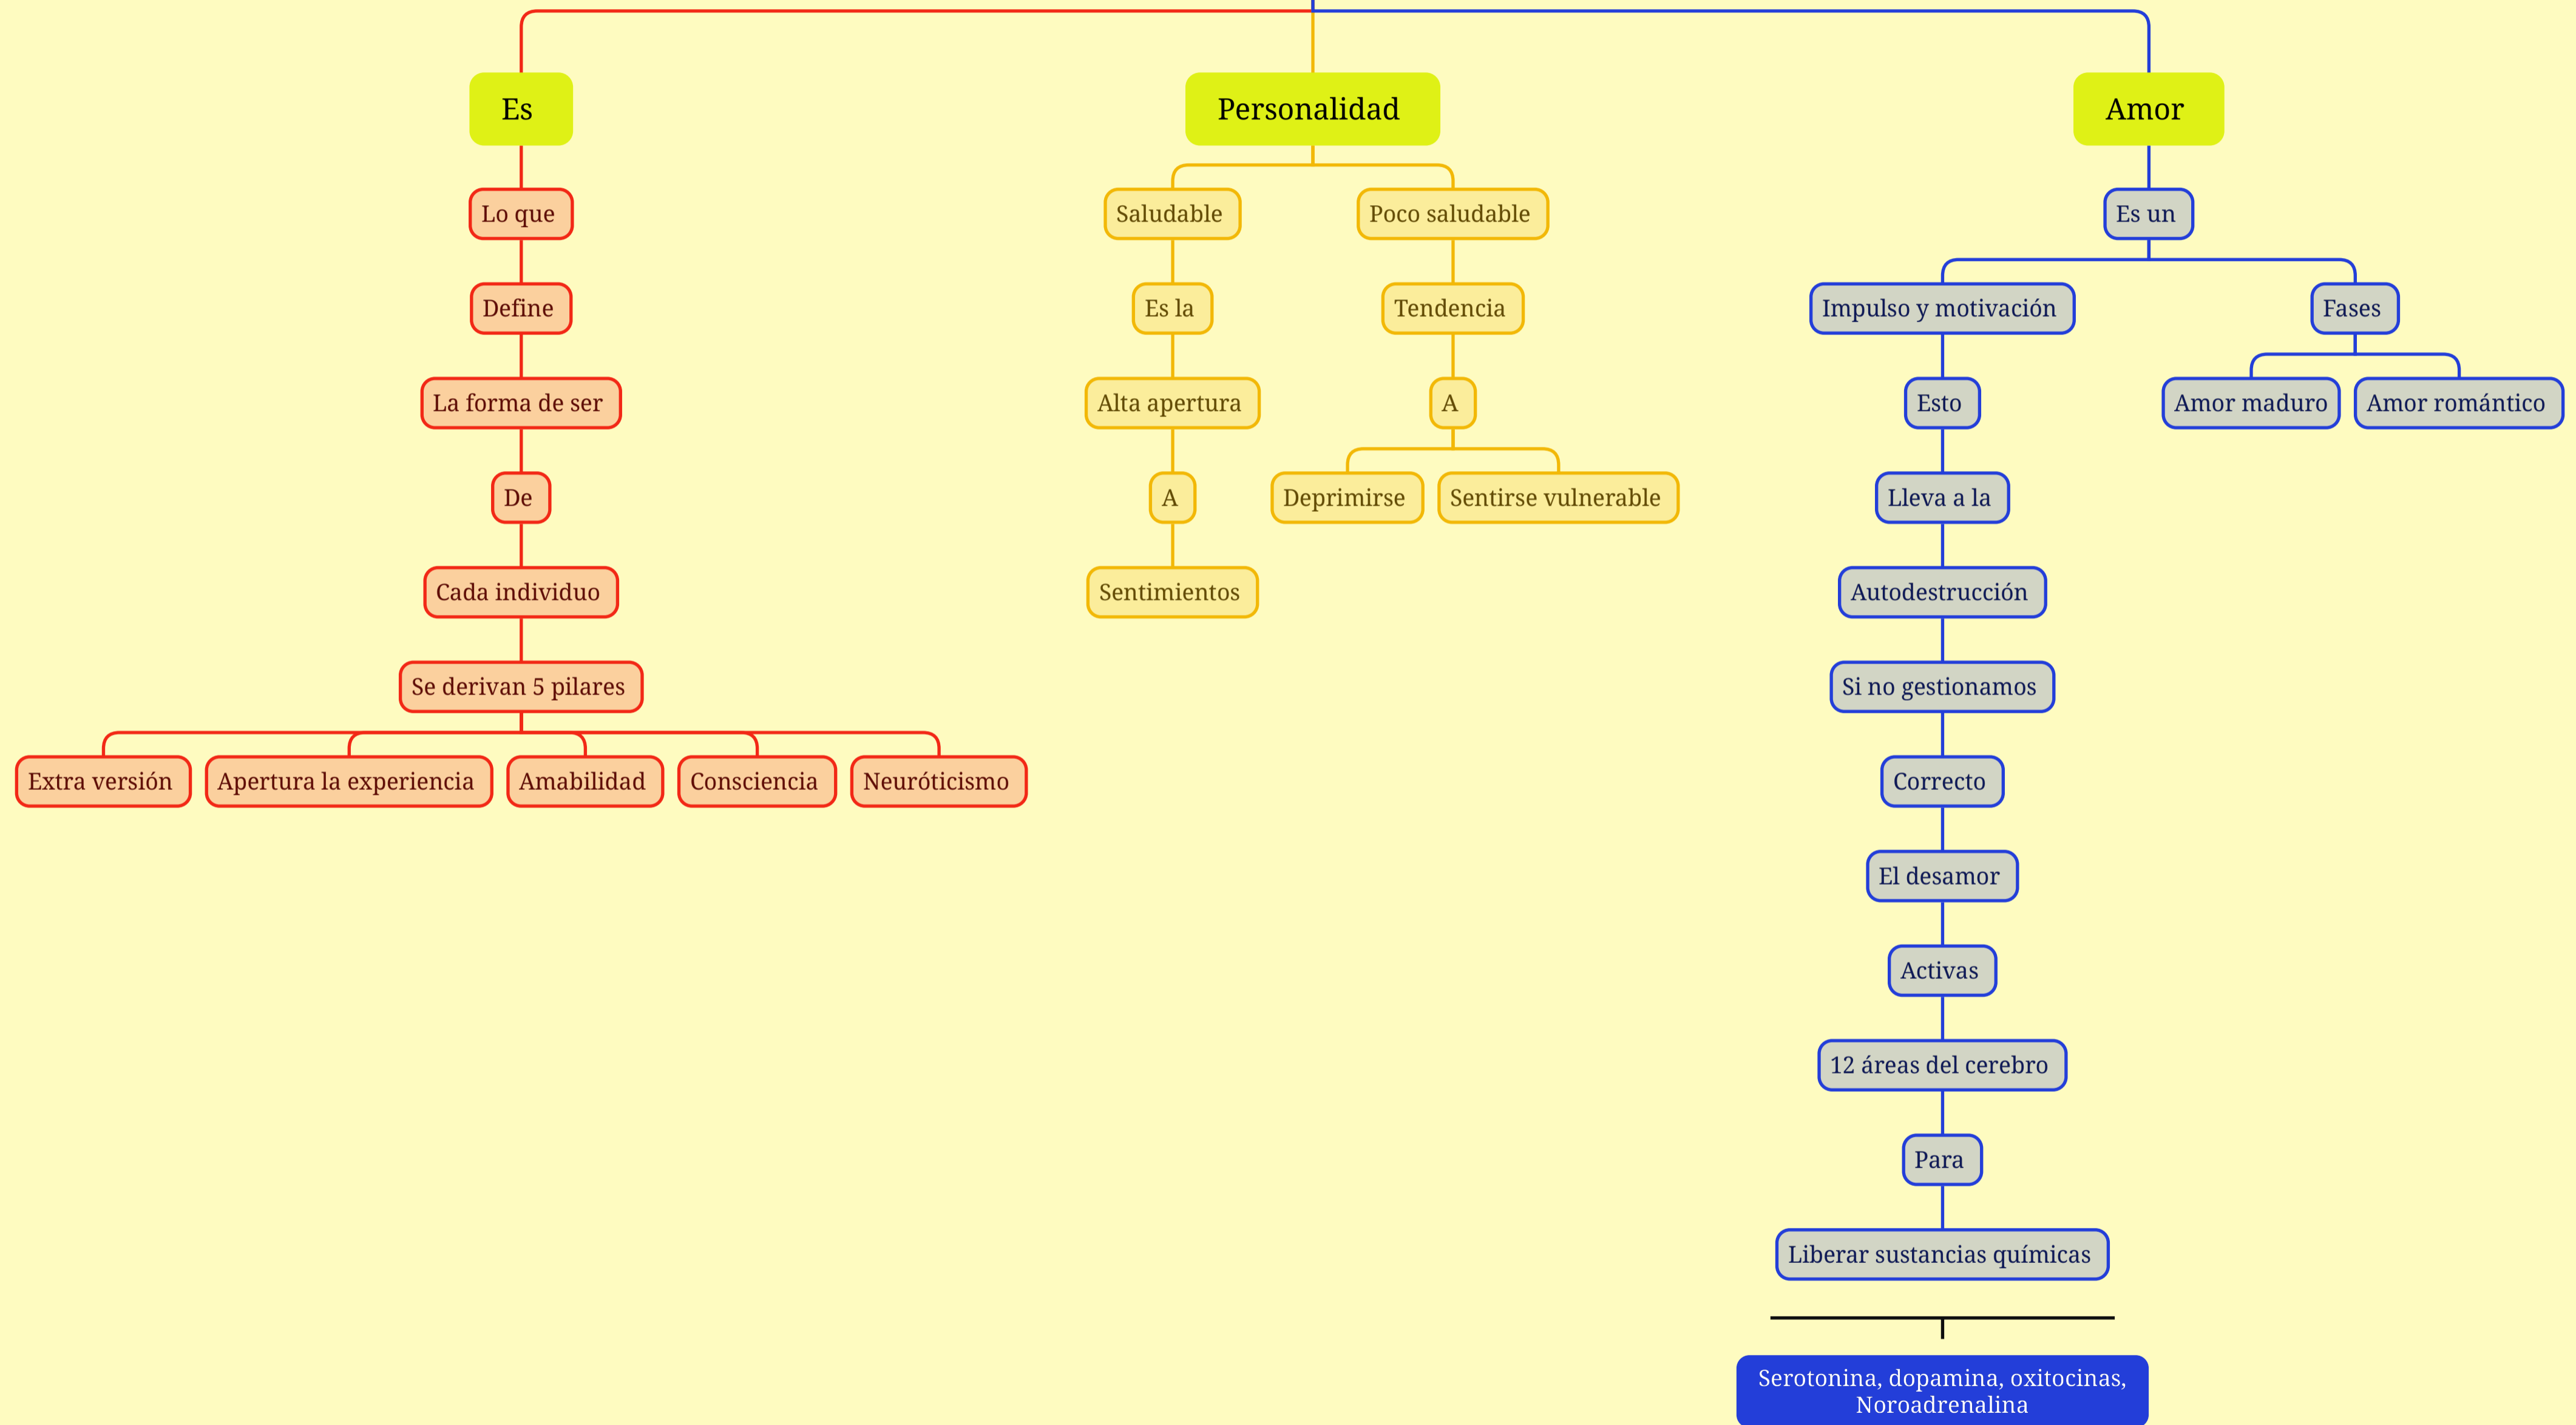 Es
Lo que
Define
La forma de ser
De
Cada individuo
Se derivan 5 pilares
Extra versión
Apertura la experiencia
Amabilidad
Consciencia
Neuróticismo
Personalidad
Saludable
Es la
Alta apertura
A
Sentimientos
Poco saludable
Tendencia
A
Deprimirse
Sentirse vulnerable
Amor
Es un
Impulso y motivación
Esto
Lleva a la
Autodestrucción
Si no gestionamos
Correcto
El desamor
Activas
12 áreas del cerebro
Para
Liberar sustancias químicas
Serotonina, dopamina, oxitocinas,
Noroadrenalina
Fases
Amor maduro
Amor romántico